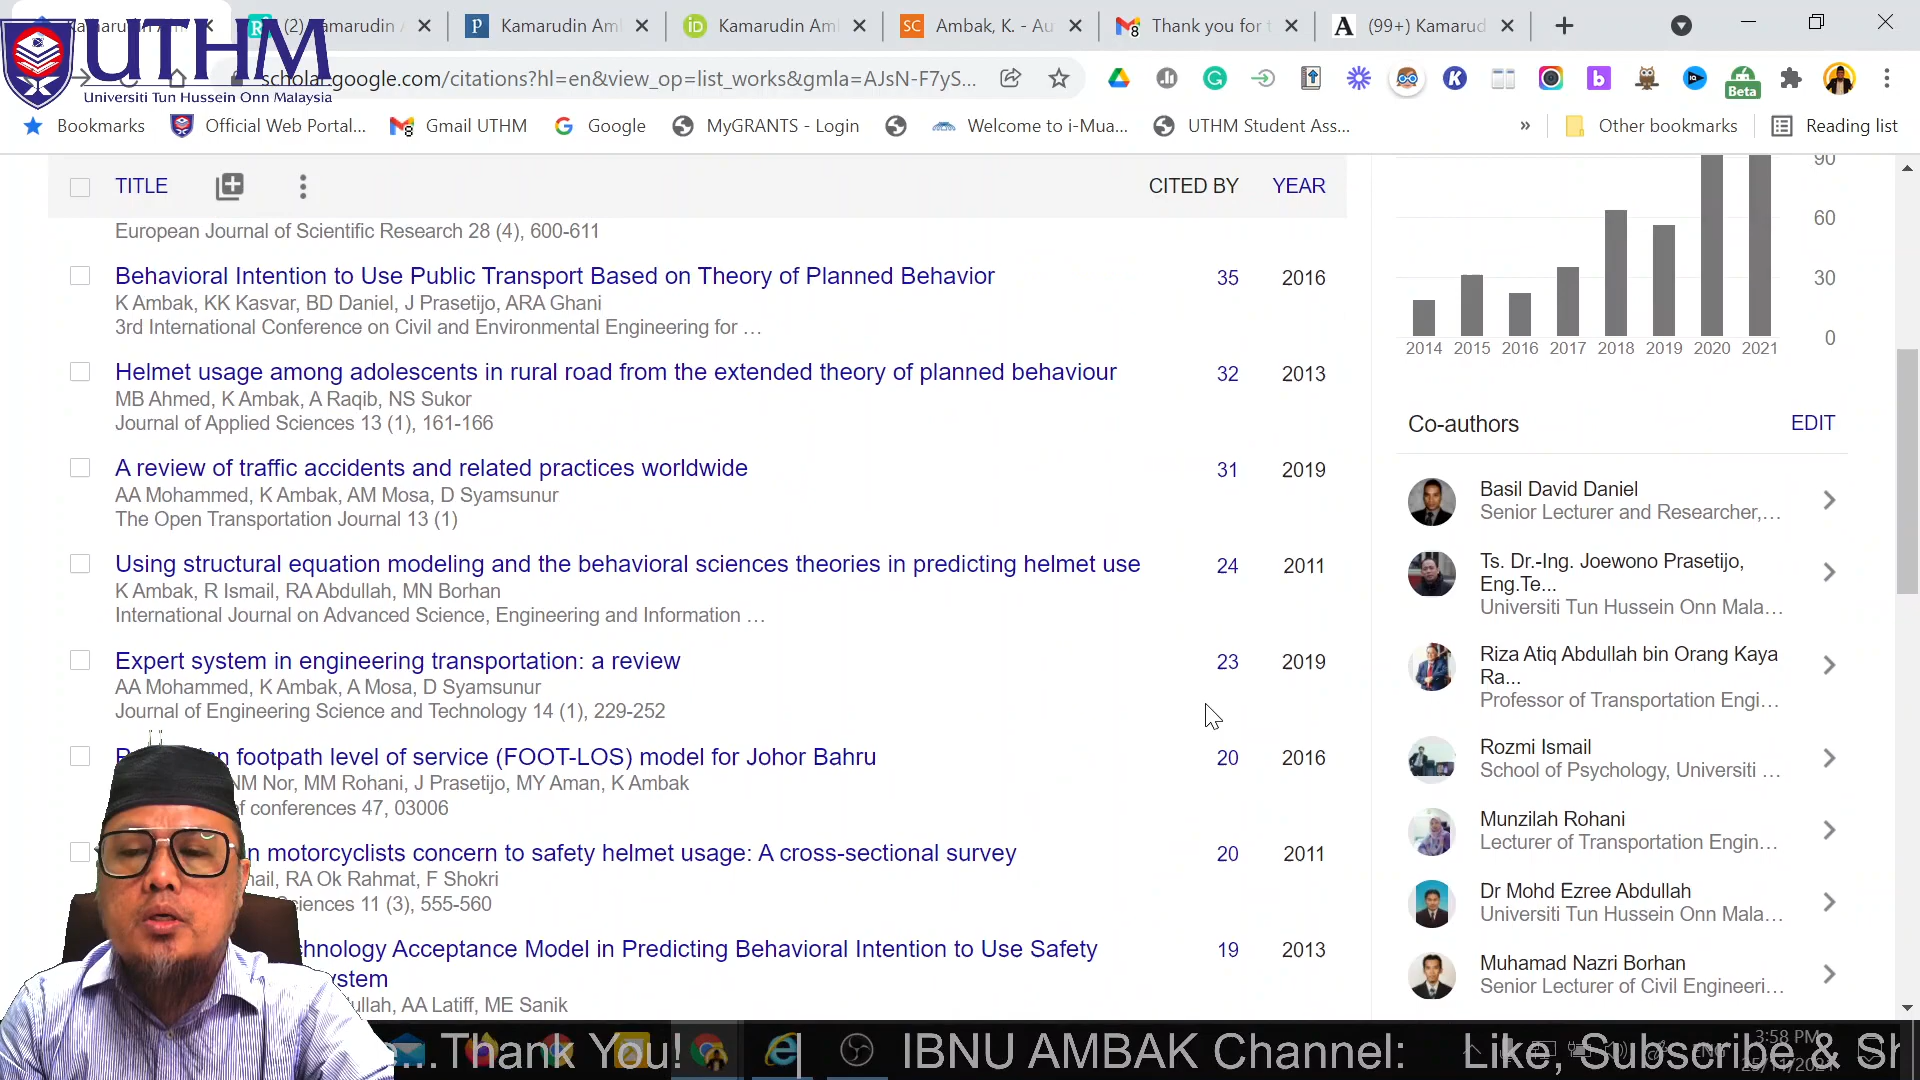 UTHM
Universiti Tun Hussein Onn Malaysia
(2) Kamarudin
Kamarudin Am
Kamarudin Am
Ambak, K. - Au
Thank you for
(99+) Kamarud
scholar.google.com/citations?hl=en&view_op=list_works&gmla=AJsN-F7yS...
Beta
Bookmarks
Official Web Portal...
Gmail UTHM
Google
MyGRANTS - Login
Welcome to i-Mua...
UTHM Student Ass...
»
Other bookmarks
Reading list
TITLE
CITED BY
YEAR
European Journal of Scientific Research 28 (4), 600-611
Behavioral Intention to Use Public Transport Based on Theory of Planned Behavior 35 2016
K Ambak, KK Kasvar, BD Daniel, J Prasetijo, ARA Ghani
3rd International Conference on Civil and Environmental Engineering for …
Helmet usage among adolescents in rural road from the extended theory of planned behaviour 32 2013
MB Ahmed, K Ambak, A Raqib, NS Sukor
Journal of Applied Sciences 13 (1), 161-166
A review of traffic accidents and related practices worldwide 31 2019
AA Mohammed, K Ambak, AM Mosa, D Syamsunur
The Open Transportation Journal 13 (1)
Using structural equation modeling and the behavioral sciences theories in predicting helmet use 24 2011
K Ambak, R Ismail, RA Abdullah, MN Borhan
International Journal on Advanced Science, Engineering and Information …
Expert system in engineering transportation: a review 23 2019
AA Mohammed, K Ambak, A Mosa, D Syamsunur
Journal of Engineering Science and Technology 14 (1), 229-252
footpath level of service (FOOT-LOS) model for Johor Bahru 20 2016
NM Nor, MM Rohani, J Prasetijo, MY Aman, K Ambak
of conferences 47, 03006
motorcyclists concern to safety helmet usage: A cross-sectional survey 20 2011
RA Ok Rahmat, F Shokri
11 (3), 555-560
Acceptance Model in Predicting Behavioral Intention to Use Safety 19 2013
AA Latiff, ME Sanik
90
60
30
0
2014 2015 2016 2017 2018 2019 2020 2021
Co-authors
EDIT
Basil David Daniel
Senior Lecturer and Researcher,...
Ts. Dr.-Ing. Joewono Prasetijo,
Eng.Te...
Universiti Tun Hussein Onn Mala...
Riza Atiq Abdullah bin Orang Kaya
Ra...
Professor of Transportation Engi...
Rozmi Ismail
School of Psychology, Universiti ...
Munzilah Rohani
Lecturer of Transportation Engin...
Dr Mohd Ezree Abdullah
Universiti Tun Hussein Onn Mala...
Muhamad Nazri Borhan
Senior Lecturer of Civil Engineeri...
...Thank You! | IBNU AMBAK Channel: Like, Subscribe & Sh
3:58 PM